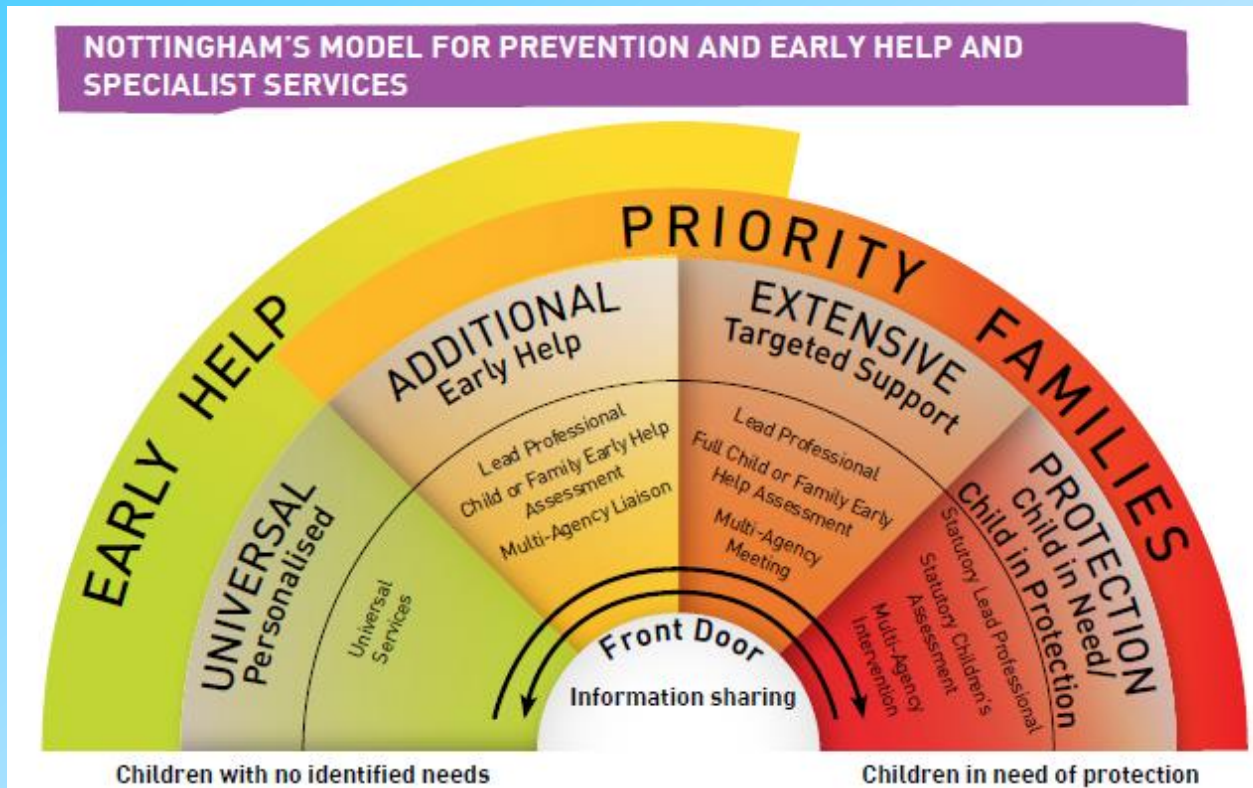 NOTTINGHAM'S MODEL FOR PREVENTION AND EARLY HELP AND
SPECIALIST SERVICES
EARLY HELP
PRIORITY FAMILIES
UNIVERSAL
Personalised
Universal
Services
ADDITIONAL
Early Help
Lead Professional
Child or Family Early Help
Assessment
Multi-Agency Liaison
EXTENSIVE
Targeted Support
Lead Professional
Full Child or Family Early
Help Assessment
Multi-Agency
Meeting
PROTECTION
Child in Need/
Child in Protection
Statutory Lead Professional
Statutory Children's
Assessment
Multi-Agency
Intervention
Front Door
Information sharing
Children with no identified needs
Children in need of protection